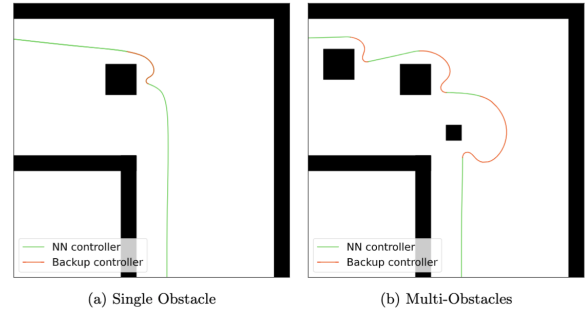 NN controller
Backup controller
NN controller
Backup controller
(a) Single Obstacle
(b) Multi-Obstacles